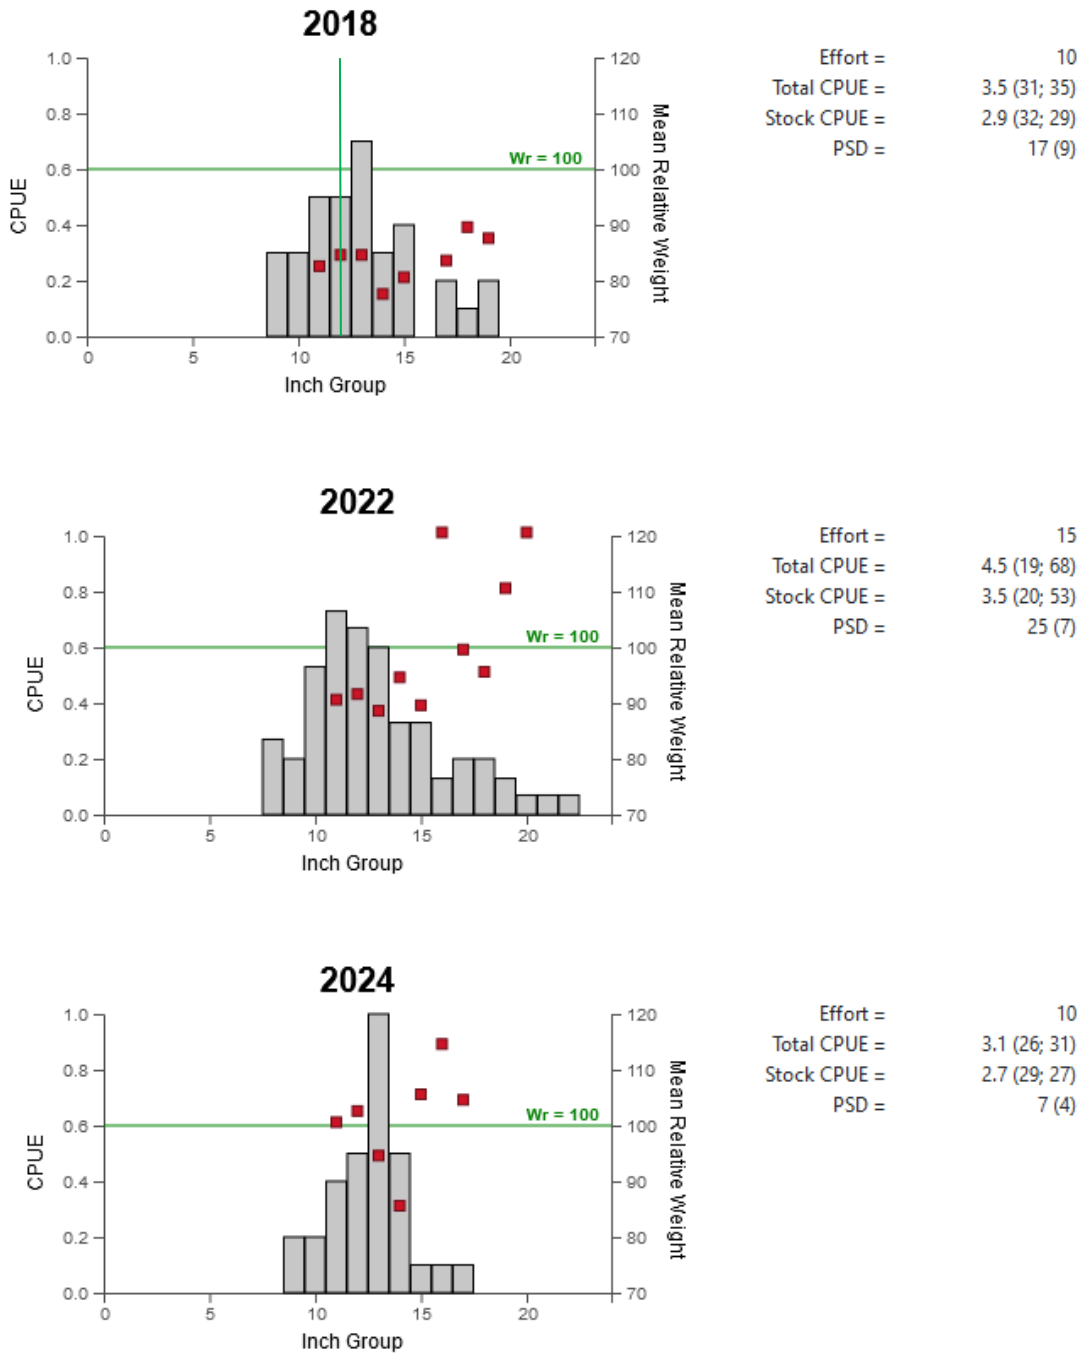 2018
Effort = 10
Total CPUE = 3.5 (31; 35)
Stock CPUE = 2.9 (32; 29)
PSD = 17 (9)
1.0 120
0.8 110
Wr = 100
0.6 100
0.4 90
0.2 80
0.0 70
CPUE
Mean Relative Weight
0 5 10 15 20
Inch Group
2022
Effort = 15
Total CPUE = 4.5 (19; 68)
Stock CPUE = 3.5 (20; 53)
PSD = 25 (7)
1.0 120
0.8 110
Wr = 100
0.6 100
0.4 90
0.2 80
0.0 70
CPUE
Mean Relative Weight
0 5 10 15 20
Inch Group
2024
Effort = 10
Total CPUE = 3.1 (26; 31)
Stock CPUE = 2.7 (29; 27)
PSD = 7 (4)
1.0 120
0.8 110
Wr = 100
0.6 100
0.4 90
0.2 80
0.0 70
CPUE
Mean Relative Weight
0 5 10 15 20
Inch Group